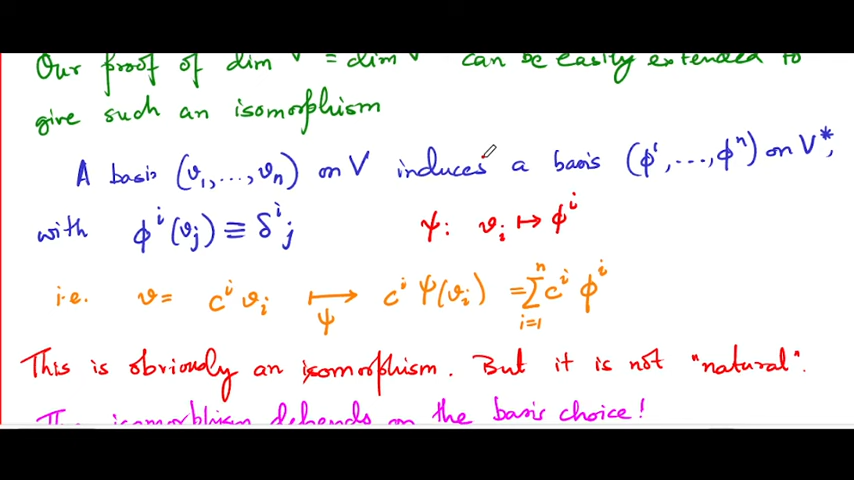 Our proof of dim V = dim V can be easily extended to
give such an isomorphism
A basis (v₁, ..., vₙ) on V induces a basis (ϕ¹, ..., ϕⁿ) on V*,
with ϕⁱ(vⱼ) ≡ δⁱⱼ ψ: vᵢ ↦ ϕⁱ
i.e. v = cⁱ vᵢ ⟼ ψ cⁱ ψ(vᵢ) = ∑ⁿᵢ₌₁ cⁱ ϕⁱ
This is obviously an isomorphism. But it is not "natural".
The isomorphism depends on the basis choice!